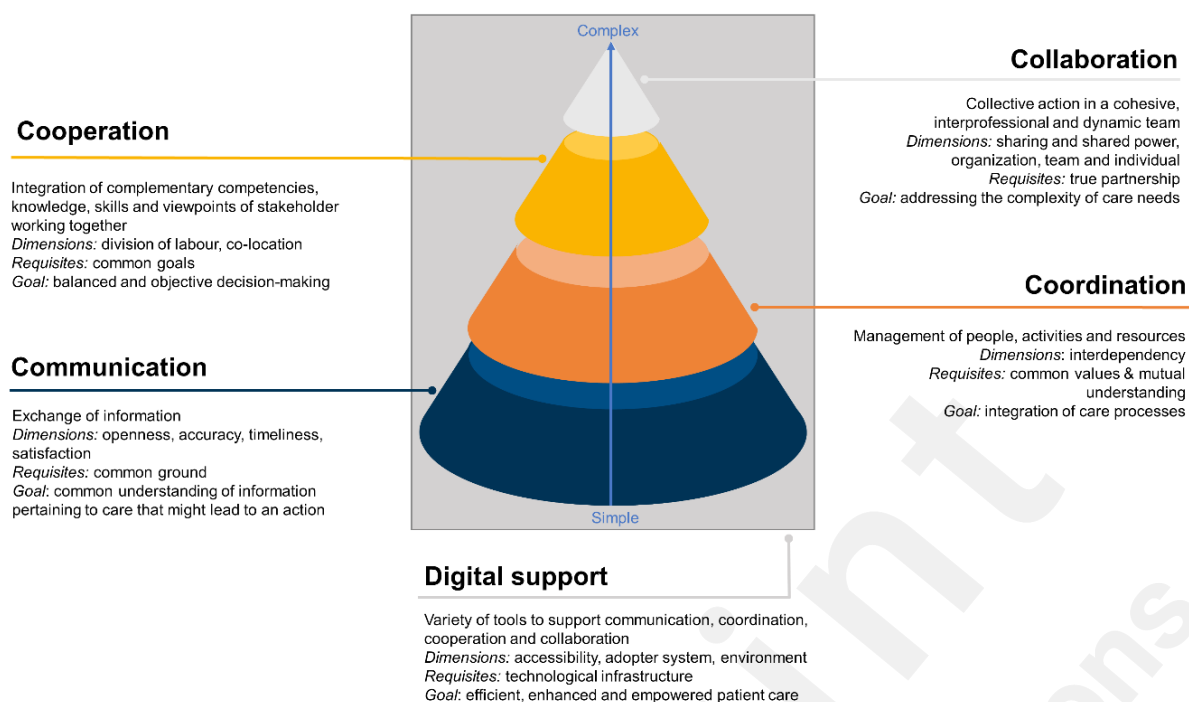 Complex
Collaboration
Collective action in a cohesive,
interprofessional and dynamic team
Dimensions: sharing and shared power,
organization, team and individual
Requisites: true partnership
Goal: addressing the complexity of care needs
Cooperation
Integration of complementary competencies,
knowledge, skills and viewpoints of stakeholder
working together
Dimensions: division of labour, co-location
Requisites: common goals
Goal: balanced and objective decision-making
Coordination
Management of people, activities and resources
Dimensions: interdependency
Requisites: common values & mutual
understanding
Goal: integration of care processes
Communication
Exchange of information
Dimensions: openness, accuracy, timeliness,
satisfaction
Requisites: common ground
Goal: common understanding of information
pertaining to care that might lead to an action
Simple
Digital support
Variety of tools to support communication, coordination,
cooperation and collaboration
Dimensions: accessibility, adopter system, environment
Requisites: technological infrastructure
Goal: efficient, enhanced and empowered patient care
int
ons